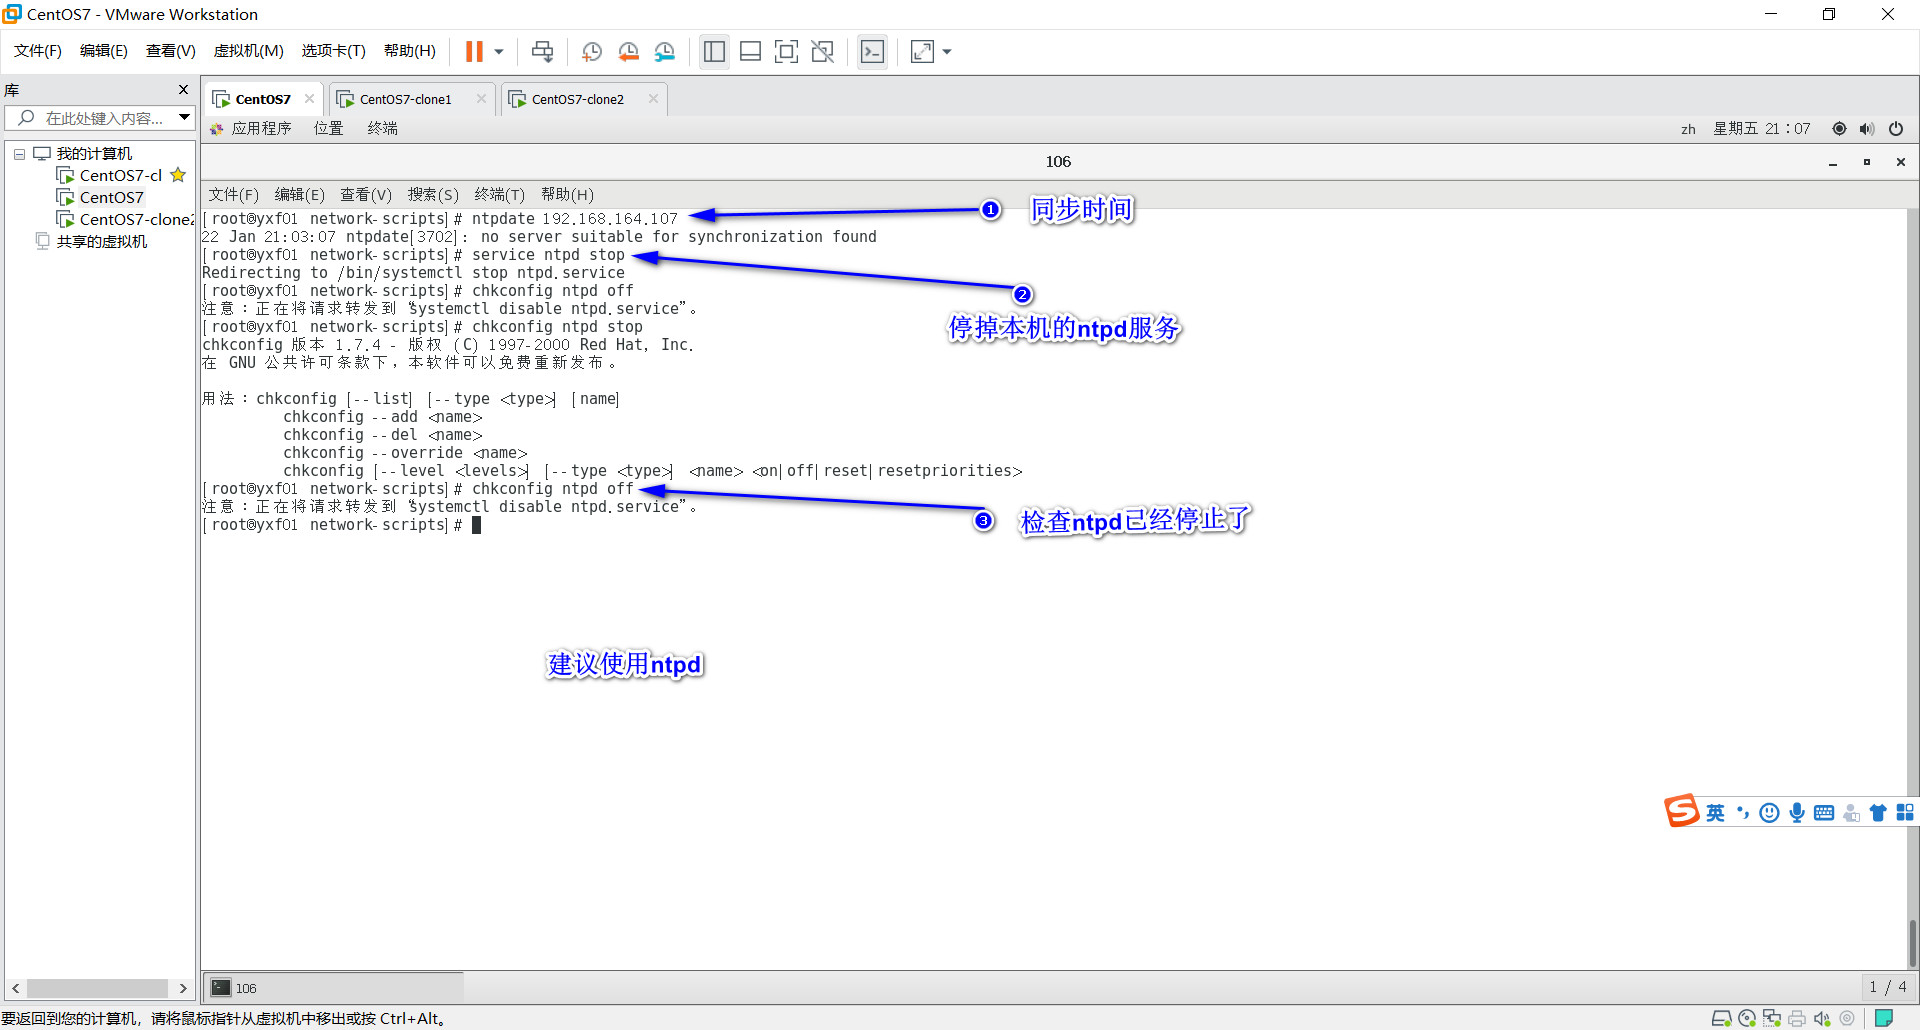 CentOS7 - VMware Workstation
文件(F) 编辑(E) 查看(V) 虚拟机(M) 选项卡(T) 帮助(H)
库
在此处键入内容...
我的计算机
CentOS7-cl
CentOS7
CentOS7-clone2
共享的虚拟机
CentOS7 CentOS7-clone1 CentOS7-clone2
应用程序 位置 终端 zh 星期五 21：07
106
文件(F) 编辑(E) 查看(V) 搜索(S) 终端(T) 帮助(H)
[root@yxf01 network-scripts]# ntpdate 192.168.164.107
1 同步时间
22 Jan 21:03:07 ntpdate[3702]: no server suitable for synchronization found
[root@yxf01 network-scripts]# service ntpd stop
Redirecting to /bin/systemctl stop ntpd.service
[root@yxf01 network-scripts]# chkconfig ntpd off
2
注意：正在将请求转发到“systemctl disable ntpd.service”。
[root@yxf01 network-scripts]# chkconfig ntpd stop
停掉本机的ntpd服务
chkconfig 版本 1.7.4 - 版权 (C) 1997-2000 Red Hat, Inc.
在 GNU 公共许可条款下，本软件可以免费重新发布。
用法：chkconfig [--list] [--type <type>] [name]
chkconfig --add <name>
chkconfig --del <name>
chkconfig --override <name>
chkconfig [--level <levels>] [--type <type>] <name> <on|off|reset|resetpriorities>
[root@yxf01 network-scripts]# chkconfig ntpd off
注意：正在将请求转发到“systemctl disable ntpd.service”。
3 检查ntpd已经停止了
[root@yxf01 network-scripts]#
建议使用ntpd
英
106
1 / 4
要返回到您的计算机，请将鼠标指针从虚拟机中移出或按 Ctrl+Alt。